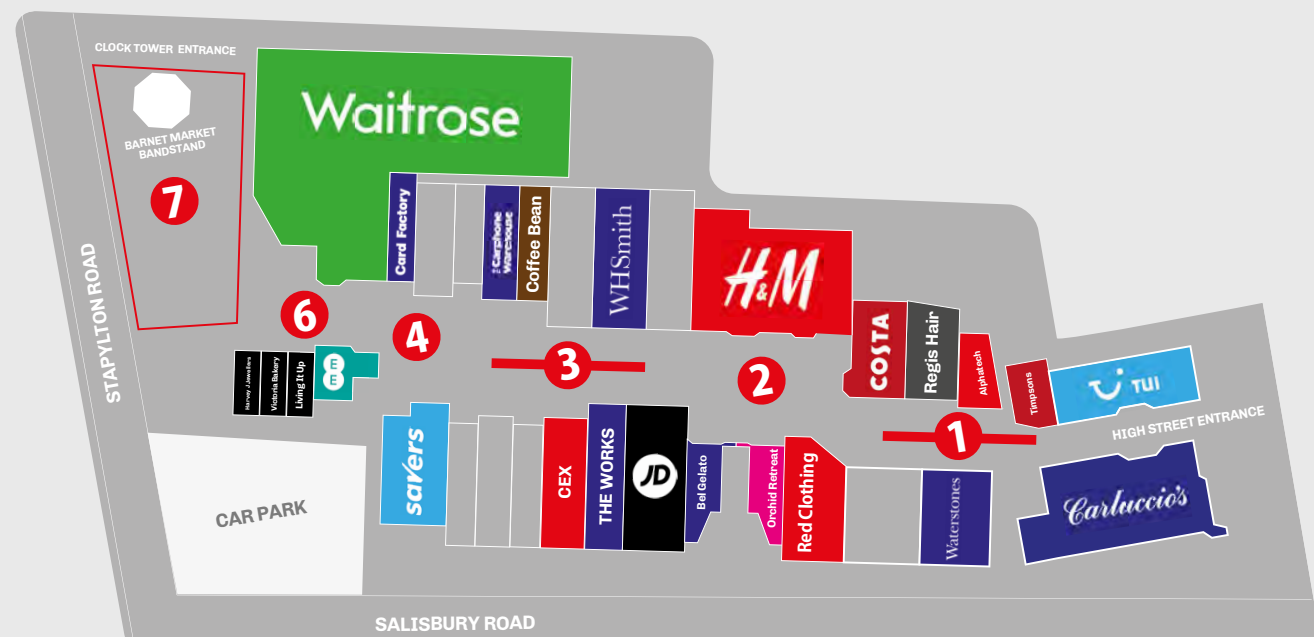 CLOCK TOWER ENTRANCE
BARNET MARKET
BANDSTAND
7
STAPYLTON ROAD
Waitrose
Card Factory
Carphone
Warehouse
Coffee Bean
WHSmith
H&M
COSTA
Regis Hair
Alphatech
Timpsons
TUI
HIGH STREET ENTRANCE
6
4
3
2
1
Harvey J Jewellers
Victoria Bakery
Living It Up
EE
savers
CEX
THE WORKS
JD
Bel Gelato
Orchid Retreat
Red Clothing
Waterstones
Carluccio's
CAR PARK
SALISBURY ROAD